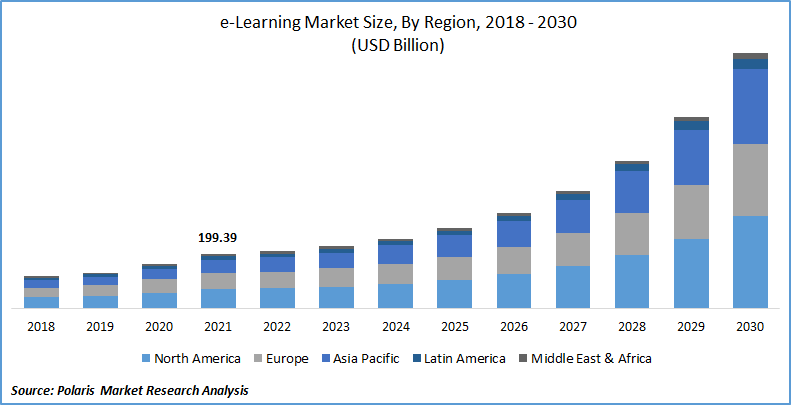 e-Learning Market Size, By Region, 2018 - 2030
(USD Billion)
199.39
2018 2019 2020 2021 2022 2023 2024 2025 2026 2027 2028 2029 2030
North America Europe Asia Pacific Latin America Middle East & Africa
Source: Polaris Market Research Analysis